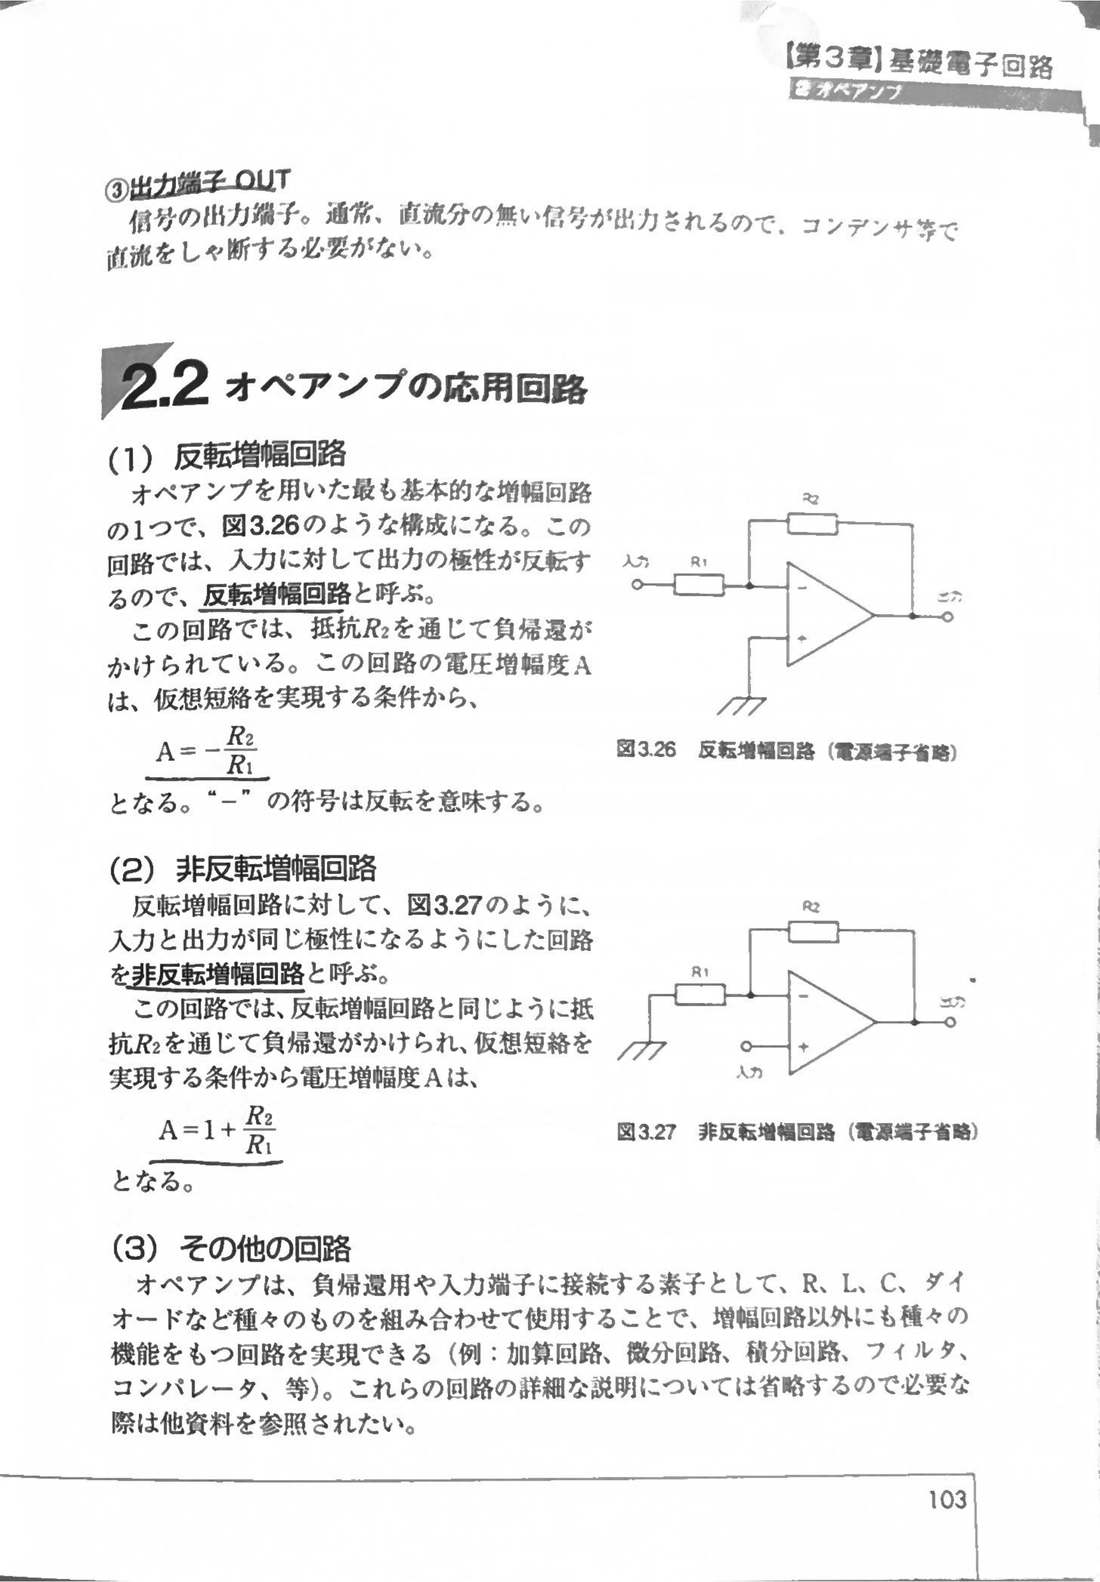 【第3章】基礎電子回路
2 オペアンプ
③出力端子 OUT
信号の出力端子。通常、直流分の無い信号が出力されるので、コンデンサ等で
直流をしゃ断する必要がない。
2.2 オペアンプの応用回路
(1) 反転増幅回路
オペアンプを用いた最も基本的な増幅回路
の1つで、図3.26のような構成になる。この
回路では、入力に対して出力の極性が反転す
るので、反転増幅回路と呼ぶ。
この回路では、抵抗R2を通じて負帰還が
かけられている。この回路の電圧増幅度A
は、仮想短絡を実現する条件から、
A=-R2/R1
となる。“-”の符号は反転を意味する。
R2
入力
R1
-
+
出力
図3.26 反転増幅回路(電源端子省略)
(2) 非反転増幅回路
反転増幅回路に対して、図3.27のように、
入力と出力が同じ極性になるようにした回路
を非反転増幅回路と呼ぶ。
この回路では、反転増幅回路と同じように抵
抗R2を通じて負帰還がかけられ、仮想短絡を
実現する条件から電圧増幅度Aは、
A=1+R2/R1
となる。
R2
R1
-
+
出力
入力
図3.27 非反転増幅回路(電源端子省略)
(3) その他の回路
オペアンプは、負帰還用や入力端子に接続する素子として、R、L、C、ダイ
オードなど種々のものを組み合わせて使用することで、増幅回路以外にも種々の
機能をもつ回路を実現できる(例：加算回路、微分回路、積分回路、フィルタ、
コンパレータ、等)。これらの回路の詳細な説明については省略するので必要な
際は他資料を参照されたい。
103